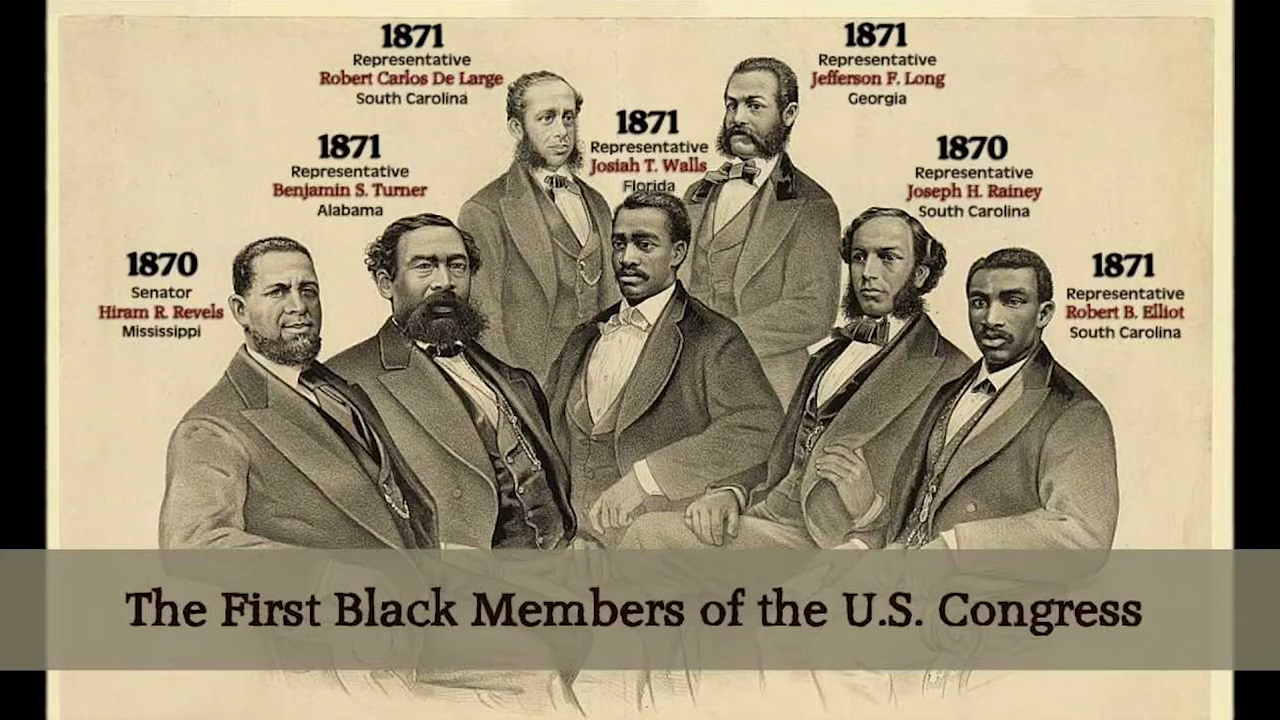 1871
Representative
Robert Carlos De Large
South Carolina
1871
Representative
Jefferson F. Long
Georgia
1871
Representative
Josiah T. Walls
Florida
1871
Representative
Benjamin S. Turner
Alabama
1870
Representative
Joseph H. Rainey
South Carolina
1870
Senator
Hiram R. Revels
Mississippi
1871
Representative
Robert B. Elliot
South Carolina
The First Black Members of the U.S. Congress